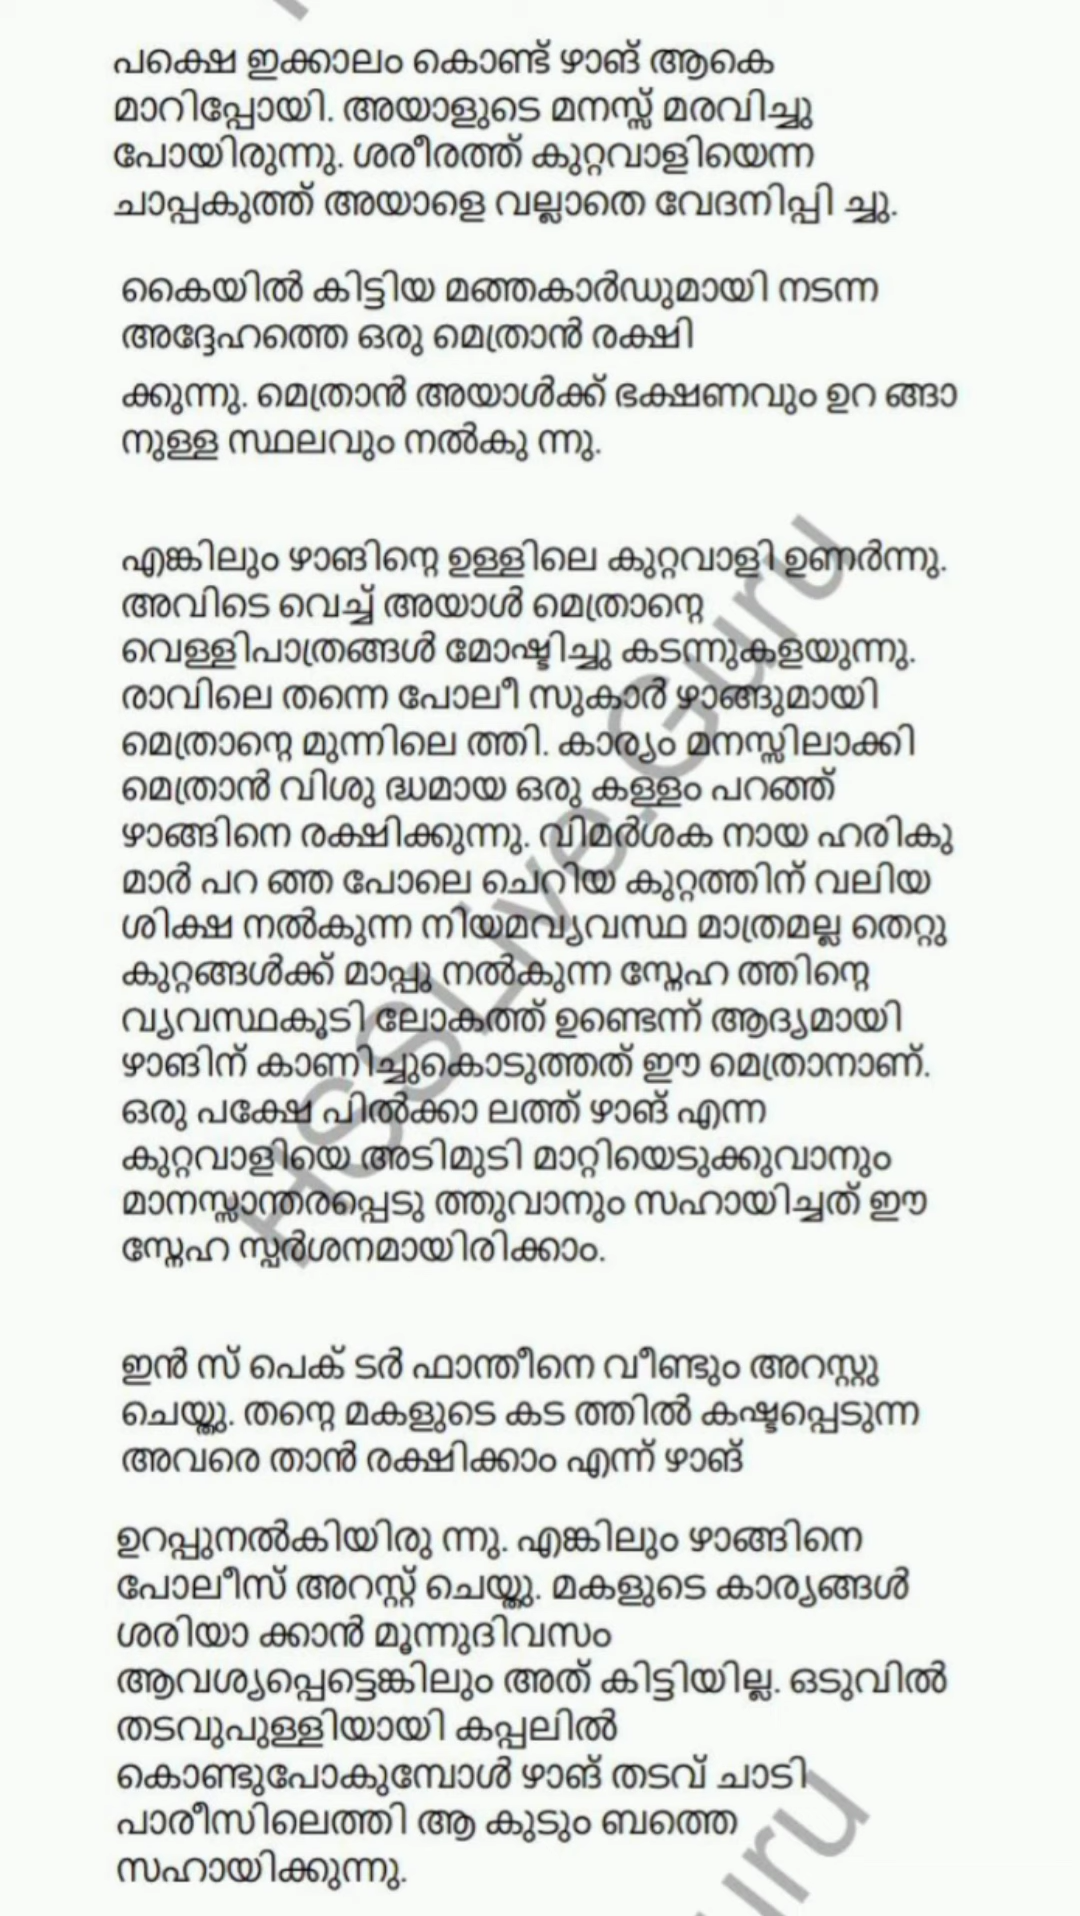 പക്ഷെ ഇക്കാലം കൊണ്ട് ഴാങ് ആകെ
മാറിപ്പോയി. അയാളുടെ മനസ്സ് മരവിച്ചു
പോയിരുന്നു. ശരീരത്ത് കുറ്റവാളിയെന്ന
ചാപ്പകുത്ത് അയാളെ വല്ലാതെ വേദനിപ്പി ച്ചു.
കൈയിൽ കിട്ടിയ മഞ്ഞകാർഡുമായി നടന്ന
അദ്ദേഹത്തെ ഒരു മെത്രാൻ രക്ഷി
ക്കുന്നു. മെത്രാൻ അയാൾക്ക് ഭക്ഷണവും ഉറ ങ്ങാ
നുള്ള സ്ഥലവും നൽകു ന്നു.
എങ്കിലും ഴാങിന്റെ ഉള്ളിലെ കുറ്റവാളി ഉണർന്നു.
അവിടെ വെച്ച് അയാൾ മെത്രാന്റെ
വെള്ളിപാത്രങ്ങൾ മോഷ്ടിച്ചു കടന്നുകളയുന്നു.
രാവിലെ തന്നെ പോലീ സുകാർ ഴാങ്ങുമായി
മെത്രാന്റെ മുന്നിലെ ത്തി. കാര്യം മനസ്സിലാക്കി
മെത്രാൻ വിശു ദ്ധമായ ഒരു കള്ളം പറഞ്ഞ്
ഴാങ്ങിനെ രക്ഷിക്കുന്നു. വിമർശക നായ ഹരികു
മാർ പറ ഞ്ഞ പോലെ ചെറിയ കുറ്റത്തിന് വലിയ
ശിക്ഷ നൽകുന്ന നിയമവ്യവസ്ഥ മാത്രമല്ല തെറ്റു
കുറ്റങ്ങൾക്ക് മാപ്പു നൽകുന്ന സ്നേഹ ത്തിന്റെ
വ്യവസ്ഥകൂടി ലോകത്ത് ഉണ്ടെന്ന് ആദ്യമായി
ഴാങിന് കാണിച്ചുകൊടുത്തത് ഈ മെത്രാനാണ്.
ഒരു പക്ഷേ പിൽക്കാ ലത്ത് ഴാങ് എന്ന
കുറ്റവാളിയെ അടിമുടി മാറ്റിയെടുക്കുവാനും
മാനസ്സാന്തരപ്പെടു ത്തുവാനും സഹായിച്ചത് ഈ
സ്നേഹ സ്പർശനമായിരിക്കാം.
ഇൻ സ് പെക് ടർ ഫാന്തീനെ വീണ്ടും അറസ്റ്റു
ചെയ്തു. തന്റെ മകളുടെ കട ത്തിൽ കഷ്ടപ്പെടുന്ന
അവരെ താൻ രക്ഷിക്കാം എന്ന് ഴാങ്
ഉറപ്പുനൽകിയിരു ന്നു. എങ്കിലും ഴാങ്ങിനെ
പോലീസ് അറസ്റ്റ് ചെയ്തു. മകളുടെ കാര്യങ്ങൾ
ശരിയാ ക്കാൻ മൂന്നുദിവസം
ആവശ്യപ്പെട്ടെങ്കിലും അത് കിട്ടിയില്ല. ഒടുവിൽ
തടവുപുള്ളിയായി കപ്പലിൽ
കൊണ്ടുപോകുമ്പോൾ ഴാങ് തടവ് ചാടി
പാരീസിലെത്തി ആ കുടും ബത്തെ
സഹായിക്കുന്നു.
HSSLive.Guru
uru